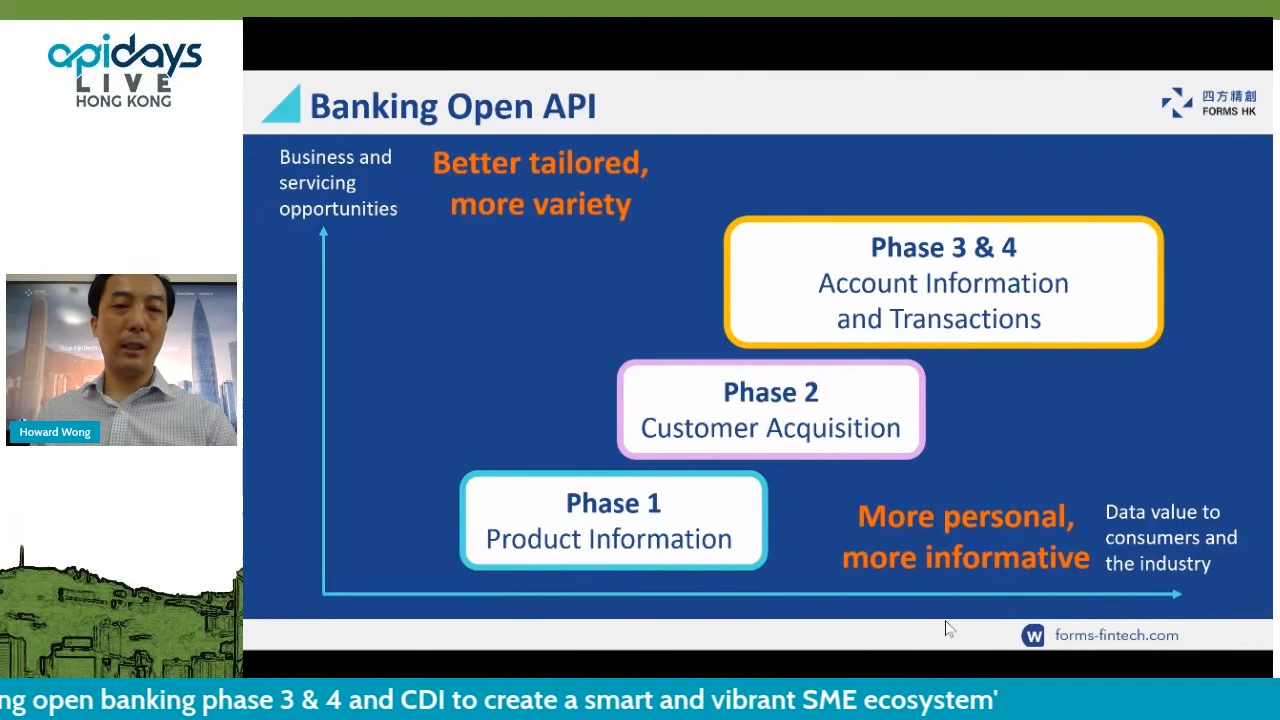 apidays
LIVE
HONG KONG
Banking Open API
四方精創
FORMS HK
Business and
servicing
opportunities
Better tailored,
more variety
Phase 3 & 4
Account Information
and Transactions
Phase 2
Customer Acquisition
Phase 1
Product Information
More personal,
more informative
Data value to
consumers and
the industry
Howard Wong
w forms-fintech.com
ng open banking phase 3 & 4 and CDI to create a smart and vibrant SME ecosystem'